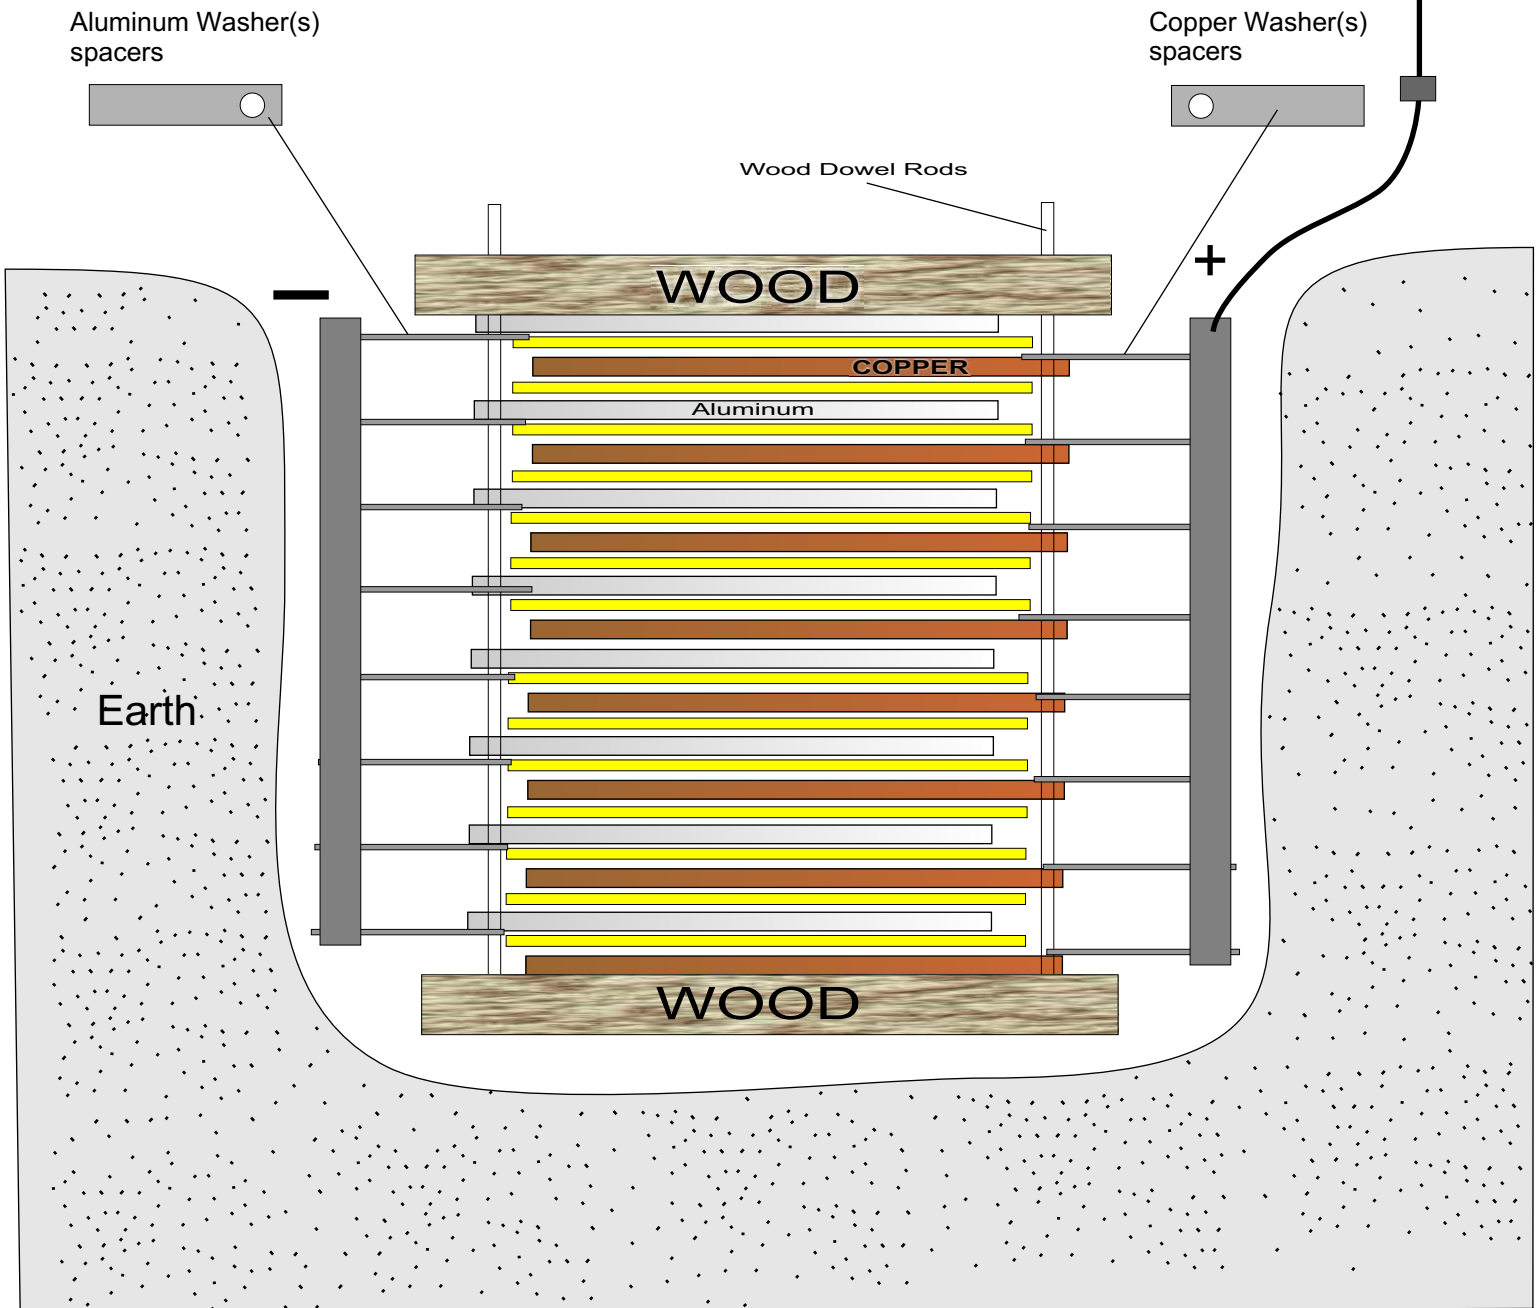 Aluminum Washer(s)
spacers
Copper Washer(s)
spacers
Wood Dowel Rods
+
−
WOOD
COPPER
Aluminum
Earth
WOOD